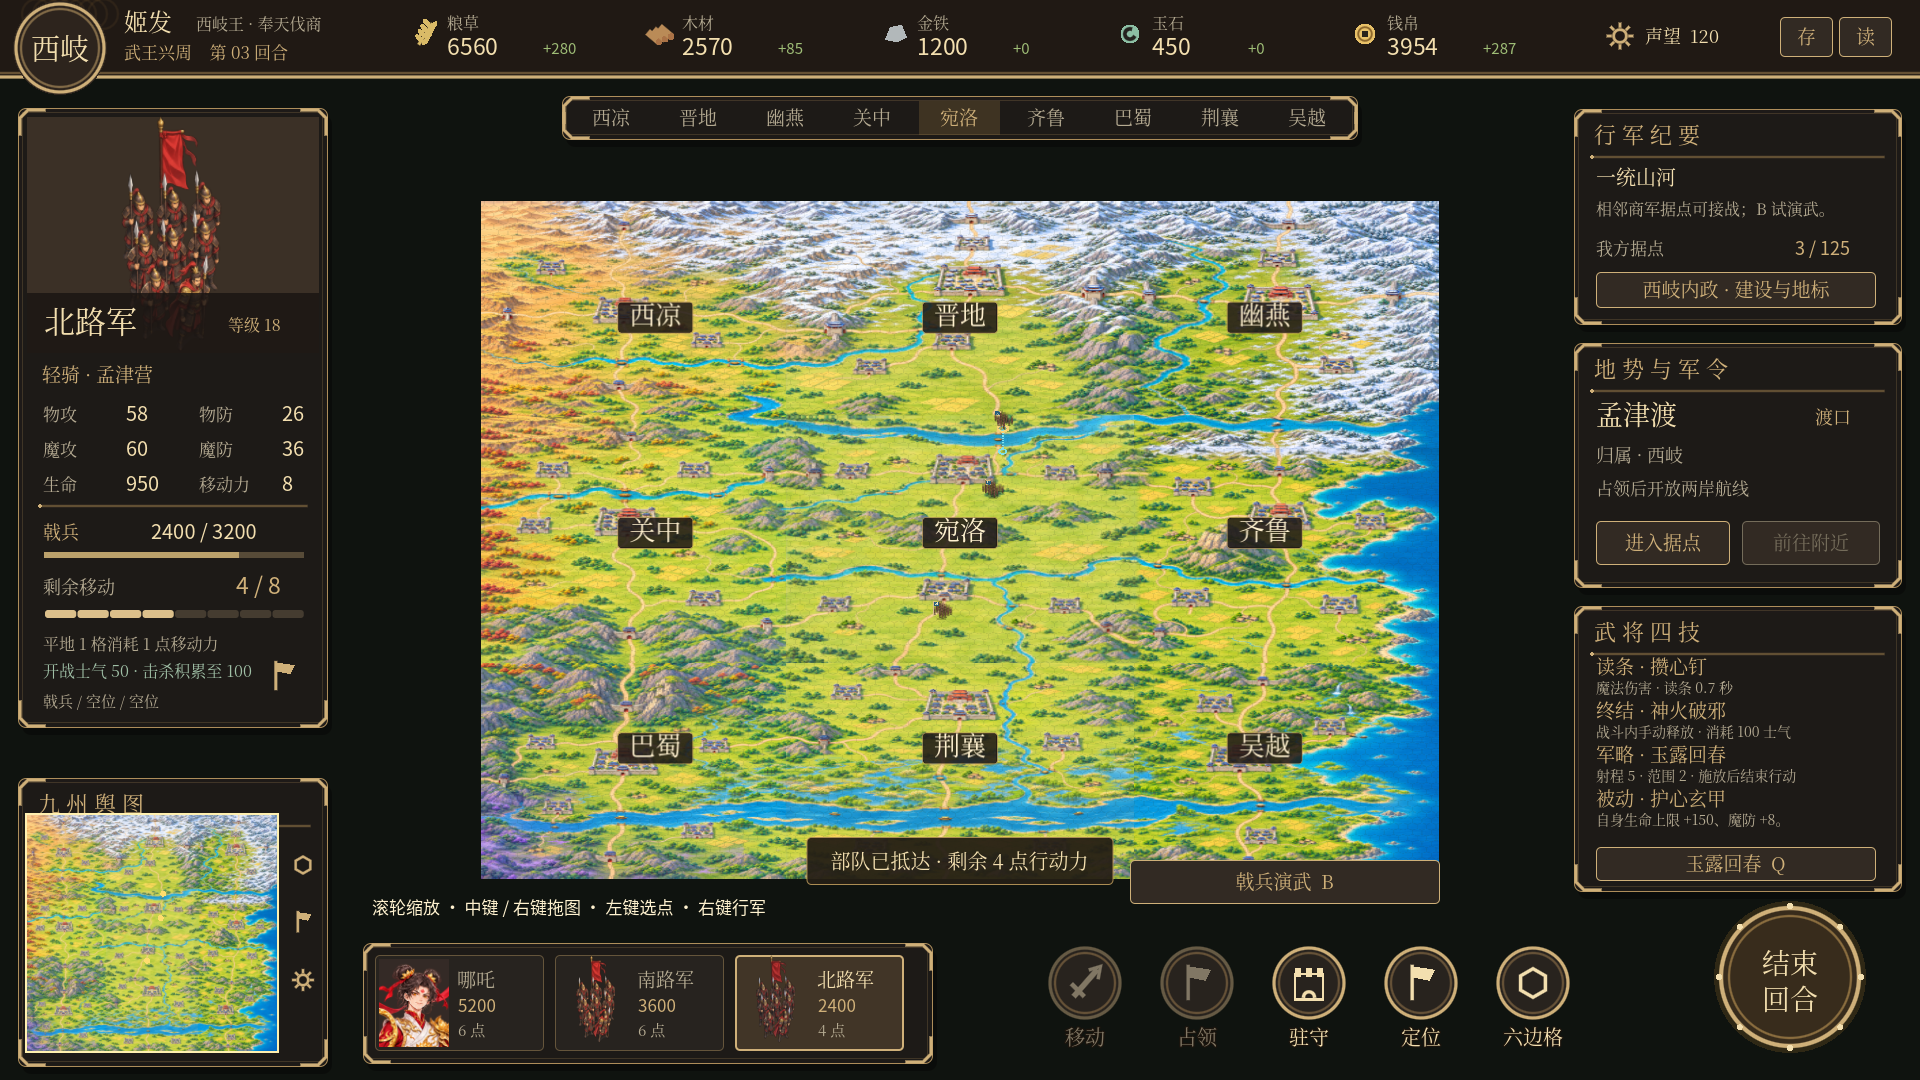 西岐
姬发 西岐王 · 奉天伐商
武王兴周 第 03 回合
粮草 6560 +280
木材 2570 +85
金铁 1200 +0
玉石 450 +0
钱帛 3954 +287
声望 120
存 读
西凉 晋地 幽燕 关中 宛洛 齐鲁 巴蜀 荆襄 吴越
北路军 等级 18
轻骑 · 孟津营
物攻 58 物防 26
魔攻 60 魔防 36
生命 950 移动力 8
戟兵 2400 / 3200
剩余移动 4 / 8
平地 1 格消耗 1 点移动力
开战士气 50 · 击杀积累至 100
戟兵 / 空位 / 空位
九州舆图
西凉 晋地 幽燕
关中 宛洛 齐鲁
巴蜀 荆襄 吴越
部队已抵达 · 剩余 4 点行动力
戟兵演武 B
滚轮缩放 · 中键 / 右键拖图 · 左键选点 · 右键行军
哪吒 5200 6 点
南路军 3600 6 点
北路军 2400 4 点
移动 占领 驻守 定位 六边格
行军纪要
一统山河
相邻商军据点可接战；B 试演武。
我方据点 3 / 125
西岐内政 · 建设与地标
地势与军令
孟津渡 渡口
归属 · 西岐
占领后开放两岸航线
进入据点 前往附近
武将四技
读条 · 攒心钉
魔法伤害 · 读条 0.7 秒
终结 · 神火破邪
战斗内手动释放 · 消耗 100 士气
军略 · 玉露回春
射程 5 · 范围 2 · 施放后结束行动
被动 · 护心玄甲
自身生命上限 +150、魔防 +8。
玉露回春 Q
结束
回合